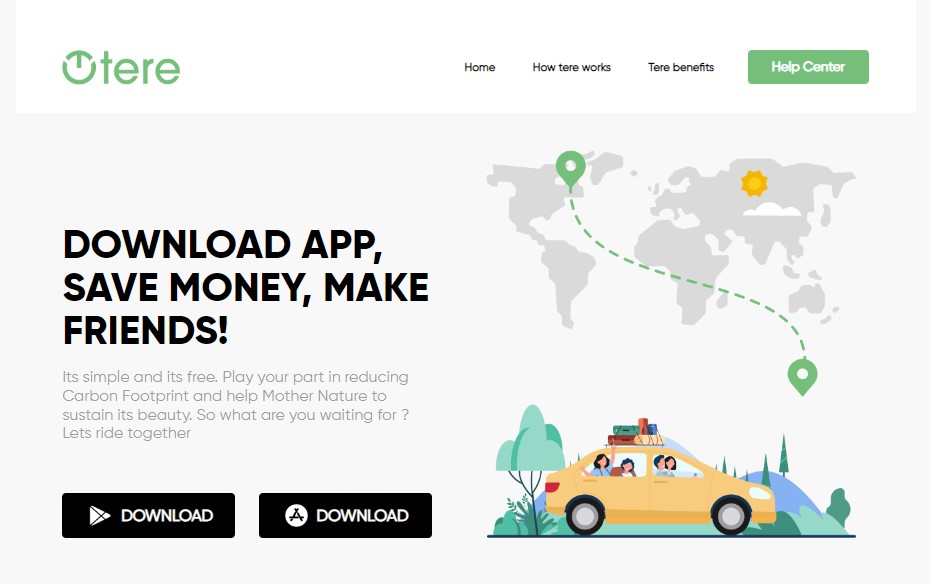 tere
Home
How tere works
Tere benefits
Help Center
DOWNLOAD APP,
SAVE MONEY, MAKE
FRIENDS!
Its simple and its free. Play your part in reducing
Carbon Footprint and help Mother Nature to
sustain its beauty. So what are you waiting for ?
Lets ride together
DOWNLOAD
DOWNLOAD